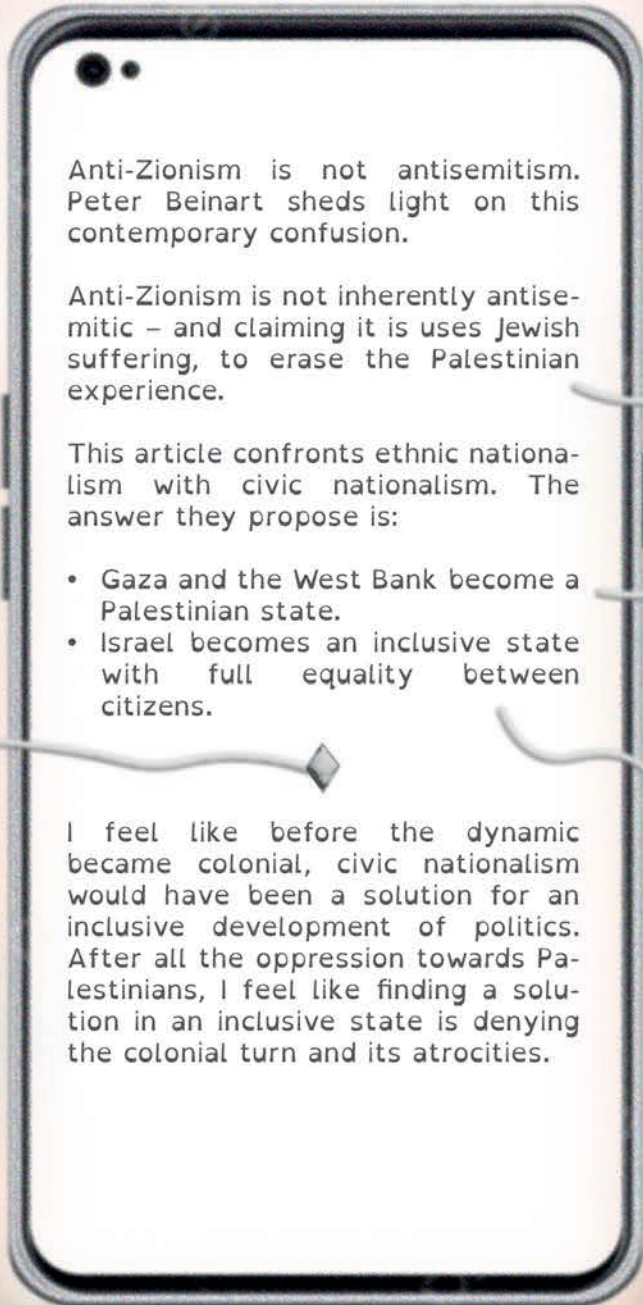 Anti-Zionism is not antisemitism.
Peter Beinart sheds light on this
contemporary confusion.
Anti-Zionism is not inherently antise-
mitic – and claiming it is uses Jewish
suffering, to erase the Palestinian
experience.
This article confronts ethnic nationa-
lism with civic nationalism. The
answer they propose is:
• Gaza and the West Bank become a
Palestinian state.
• Israel becomes an inclusive state
with full equality between
citizens.
I feel like before the dynamic
became colonial, civic nationalism
would have been a solution for an
inclusive development of politics.
After all the oppression towards Pa-
lestinians, I feel like finding a solu-
tion in an inclusive state is denying
the colonial turn and its atrocities.